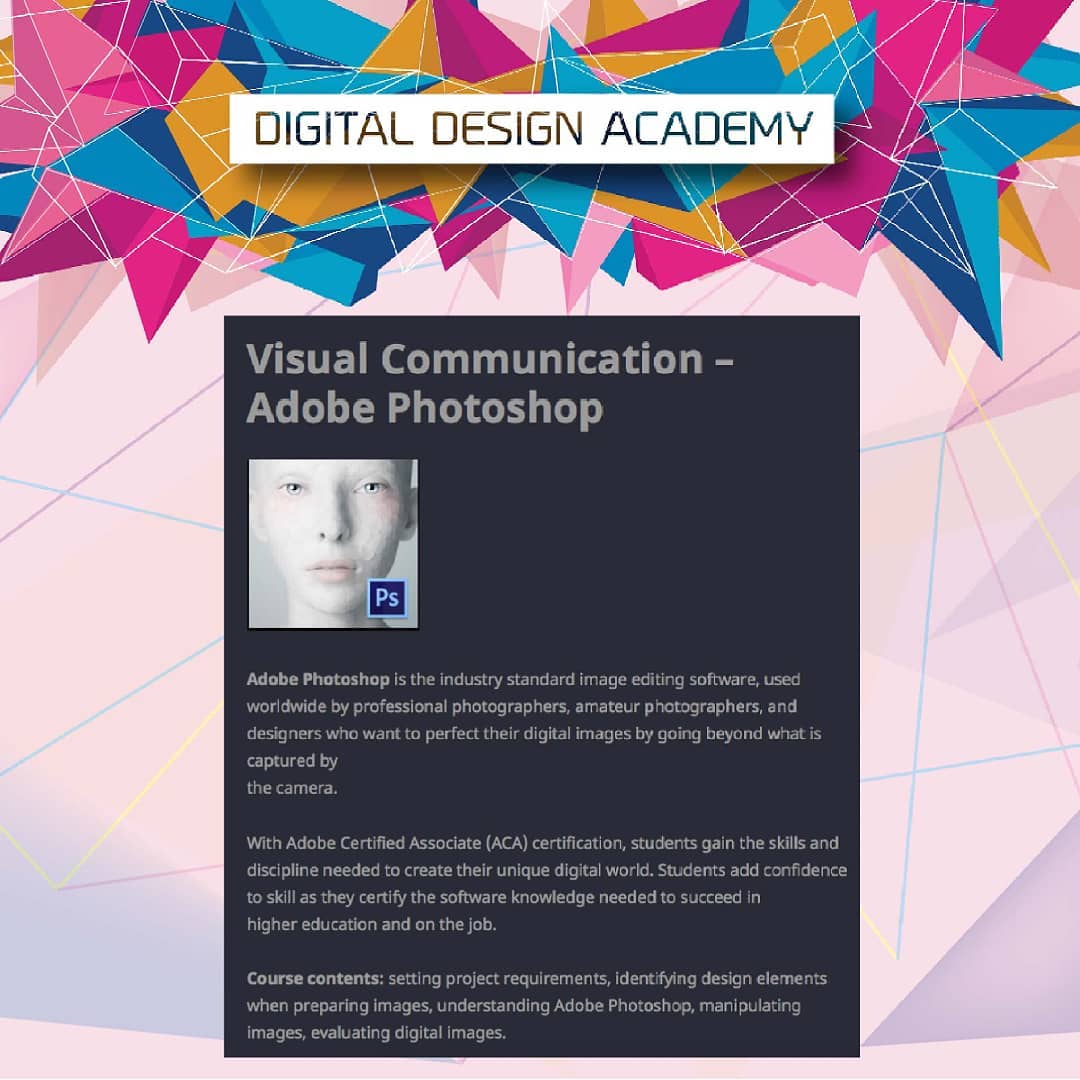 DIGITAL DESIGN ACADEMY
Visual Communication –
Adobe Photoshop
Ps
Adobe Photoshop is the industry standard image editing software, used
worldwide by professional photographers, amateur photographers, and
designers who want to perfect their digital images by going beyond what is
captured by
the camera.
With Adobe Certified Associate (ACA) certification, students gain the skills and
discipline needed to create their unique digital world. Students add confidence
to skill as they certify the software knowledge needed to succeed in
higher education and on the job.
Course contents: setting project requirements, identifying design elements
when preparing images, understanding Adobe Photoshop, manipulating
images, evaluating digital images.